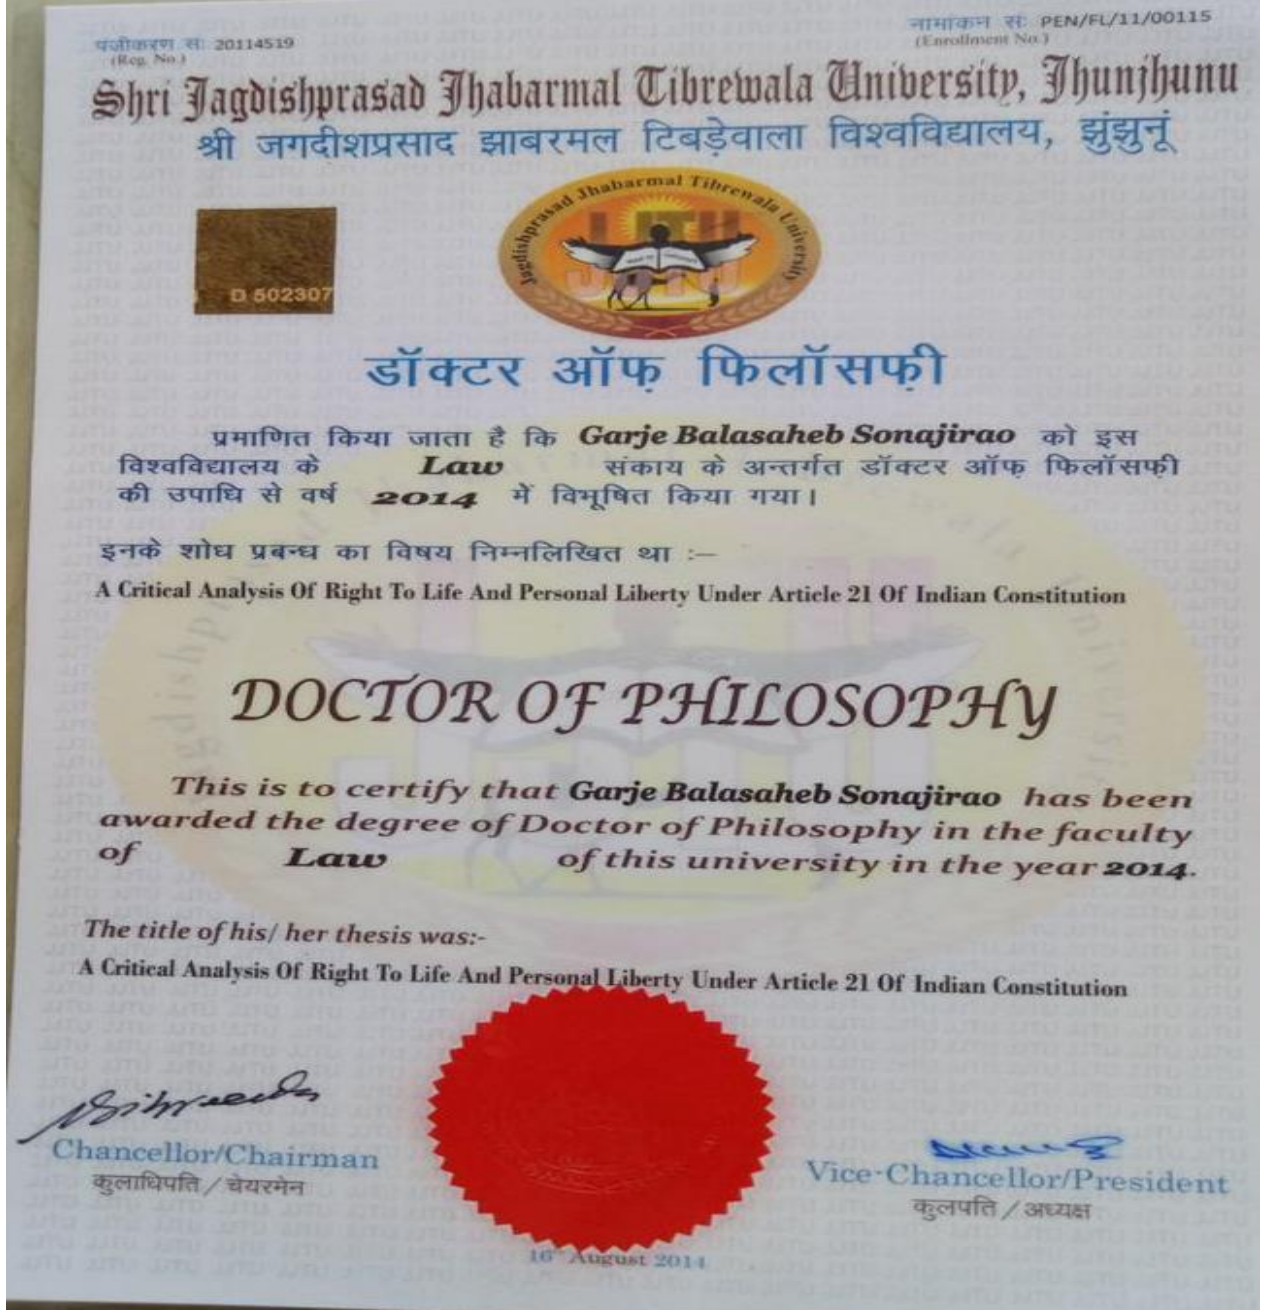 पंजीकरण सं: 20114519
(Reg. No.)
नामांकन सं: PEN/FL/11/00115
(Enrollment No.)
Shri Jagdishprasad Jhabarmal Tibrewala University, Jhunjhunu
श्री जगदीशप्रसाद झाबरमल टिबड़ेवाला विश्वविद्यालय, झुंझुनूं
Jagdishprasad Jhabarmal Tibrewala University
JJTU
D 502307
डॉक्टर ऑफ़ फिलॉसफ़ी
प्रमाणित किया जाता है कि Garje Balasaheb Sonajirao को इस
विश्वविद्यालय के Law संकाय के अन्तर्गत डॉक्टर ऑफ़ फिलॉसफी
की उपाधि से वर्ष 2014 में विभूषित किया गया।
इनके शोध प्रबन्ध का विषय निम्नलिखित था :–
A Critical Analysis Of Right To Life And Personal Liberty Under Article 21 Of Indian Constitution
DOCTOR OF PHILOSOPHY
This is to certify that Garje Balasaheb Sonajirao has been
awarded the degree of Doctor of Philosophy in the faculty
of Law of this university in the year 2014.
The title of his/ her thesis was:-
A Critical Analysis Of Right To Life And Personal Liberty Under Article 21 Of Indian Constitution
Chancellor/Chairman
कुलाधिपति / चेयरमेन
Vice-Chancellor/President
कुलपति / अध्यक्ष
16th August 2014